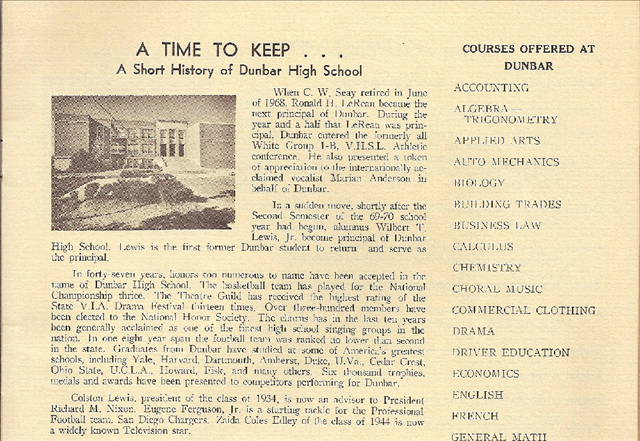 A TIME TO KEEP . . .
A Short History of Dunbar High School
When C. W. Seay retired in June
of 1968, Ronald H. LeReau became the
next principal of Dunbar. During the
year and a half that LeReau was prin-
cipal, Dunbar entered the formerly all
White Group 1-B, V.H.S.L. Athletic
conference. He also presented a token
of appreciation to the internationally ac-
claimed vocalist Marian Anderson in
behalf of Dunbar.
In a sudden move, shortly after the
Second Semester of the 69-70 school
year had begun, alumnus Wilbert T.
Lewis, Jr. become principal of Dunbar
High School. Lewis is the first former Dunbar student to return and serve as
the principal.
In forty-seven years, honors too numerous to name have been accepted in the
name of Dunbar High School. The basketball team has played for the National
Championship thrice. The Theatre Guild has received the highest rating of the
State V.I.A. Drama Festival thirteen times. Over three-hundred members have
been elected to the National Honor Society. The chorus has in the last ten years
been generally acclaimed as one of the finest high school singing groups in the
nation. In one eight year span the football team was ranked no lower than second
in the state. Graduates from Dunbar have studied at some of America's greatest
schools, including Yale, Harvard, Dartmouth, Amherst, Duke, U.Va., Cedar Crest,
Ohio State, U.C.L.A., Howard, Fisk, and many others. Six thousand trophies,
medals and awards have been presented to competitors performing for Dunbar.
Colston Lewis, president of the class of 1934, is now an advisor to President
Richard M. Nixon. Eugene Ferguson, Jr. is a starting tackle for the Professional
Football team, San Diego Chargers. Zaida Coles Edley of the class of 1944 is now
a widely known Television star.
COURSES OFFERED AT
DUNBAR
ACCOUNTING
ALGEBRA—
TRIGONOMETRY
APPLIED ARTS
AUTO MECHANICS
BIOLOGY
BUILDING TRADES
BUSINESS LAW
CALCULUS
CHEMISTRY
CHORAL MUSIC
COMMERCIAL CLOTHING
DRAMA
DRIVER EDUCATION
ECONOMICS
ENGLISH
FRENCH
GENERAL MATH